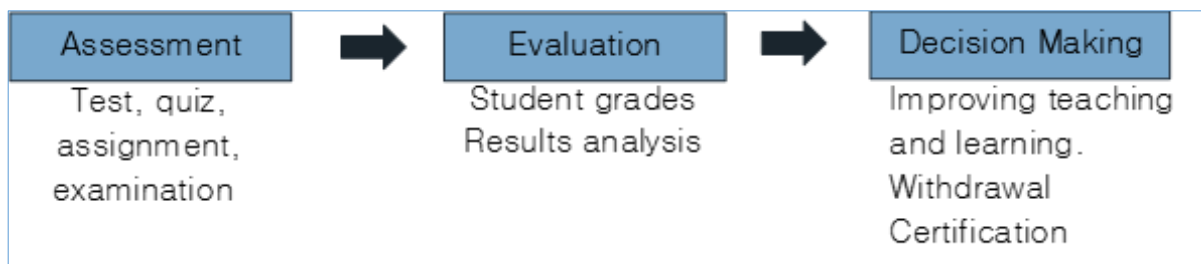 Assessment
Test, quiz,
assignment,
examination
Evaluation
Student grades
Results analysis
Decision Making
Improving teaching
and learning.
Withdrawal
Certification